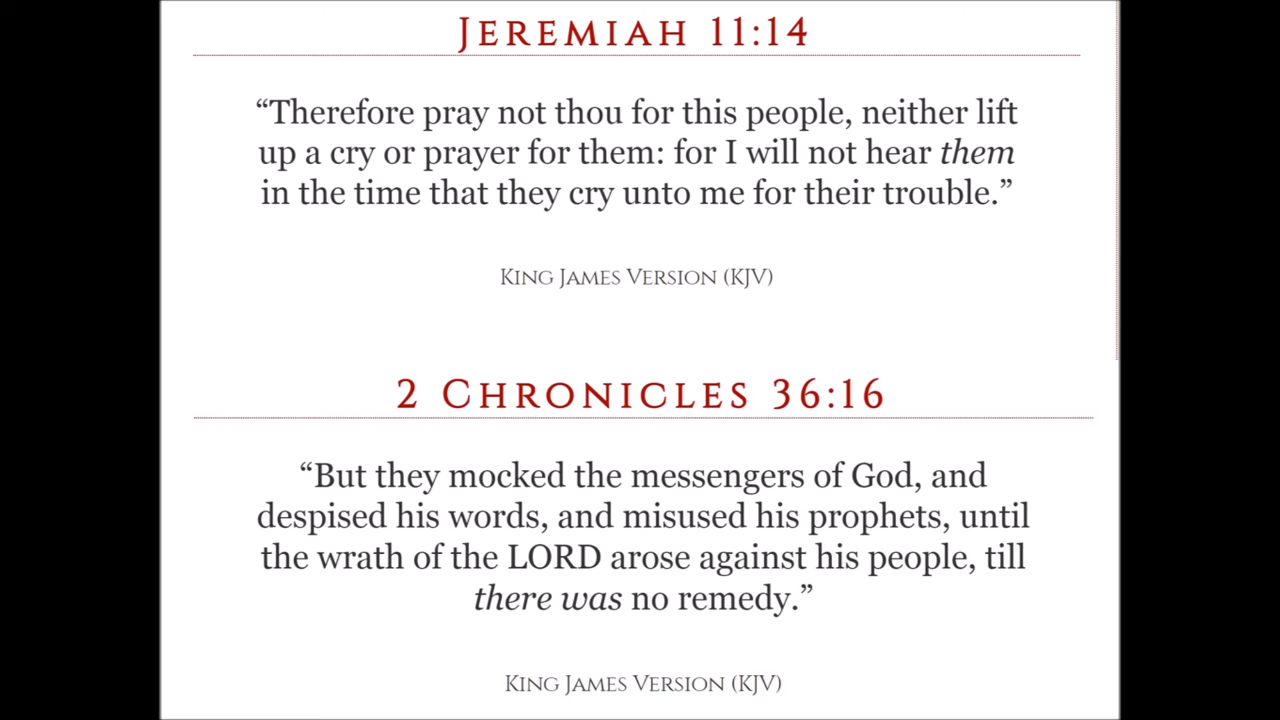 Jeremiah 11:14
“Therefore pray not thou for this people, neither lift
up a cry or prayer for them: for I will not hear them
in the time that they cry unto me for their trouble.”
King James Version (KJV)
2 Chronicles 36:16
“But they mocked the messengers of God, and
despised his words, and misused his prophets, until
the wrath of the LORD arose against his people, till
there was no remedy.”
King James Version (KJV)